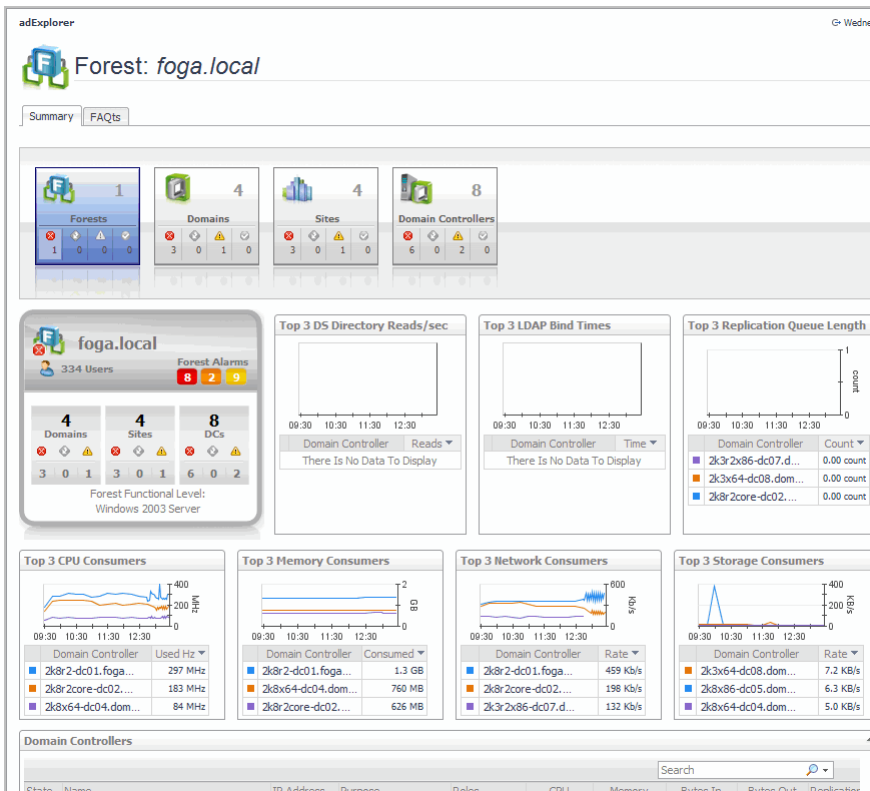 adExplorer
Wedne
Forest: foga.local
Summary FAQts
1 4 4 8
Forests Domains Sites Domain Controllers
1 0 0 0 3 0 1 0 3 0 1 0 6 0 2 0
foga.local
334 Users
Forest Alarms
8 2 9
4 4 8
Domains Sites DCs
3 0 1 3 0 1 6 0 2
Forest Functional Level:
Windows 2003 Server
Top 3 DS Directory Reads/sec
09:30 10:30 11:30 12:30
Domain Controller Reads
There Is No Data To Display
Top 3 LDAP Bind Times
09:30 10:30 11:30 12:30
Domain Controller Time
There Is No Data To Display
Top 3 Replication Queue Length
1
count
0
09:30 10:30 11:30 12:30
Domain Controller Count
2k3r2x86-dc07.d... 0.00 count
2k3x64-dc08.dom... 0.00 count
2k8r2core-dc02.... 0.00 count
Top 3 CPU Consumers
400
200
0
MHz
09:30 10:30 11:30 12:30
Domain Controller Used Hz
2k8r2-dc01.foga... 297 MHz
2k8r2core-dc02.... 183 MHz
2k8x64-dc04.dom... 84 MHz
Top 3 Memory Consumers
2
0
GB
09:30 10:30 11:30 12:30
Domain Controller Consumed
2k8r2-dc01.foga... 1.3 GB
2k8x64-dc04.dom... 760 MB
2k8r2core-dc02.... 626 MB
Top 3 Network Consumers
600
0
Kb/s
09:30 10:30 11:30 12:30
Domain Controller Rate
2k8r2-dc01.foga... 459 Kb/s
2k8r2core-dc02.... 198 Kb/s
2k3r2x86-dc07.d... 132 Kb/s
Top 3 Storage Consumers
400
200
0
KB/s
09:30 10:30 11:30 12:30
Domain Controller Rate
2k3x64-dc08.dom... 7.2 KB/s
2k8x86-dc05.dom... 6.3 KB/s
2k8x64-dc04.dom... 5.0 KB/s
Domain Controllers
Search
State Name IP Address Purpose Roles CPU Memory Bytes In Bytes Out Replication